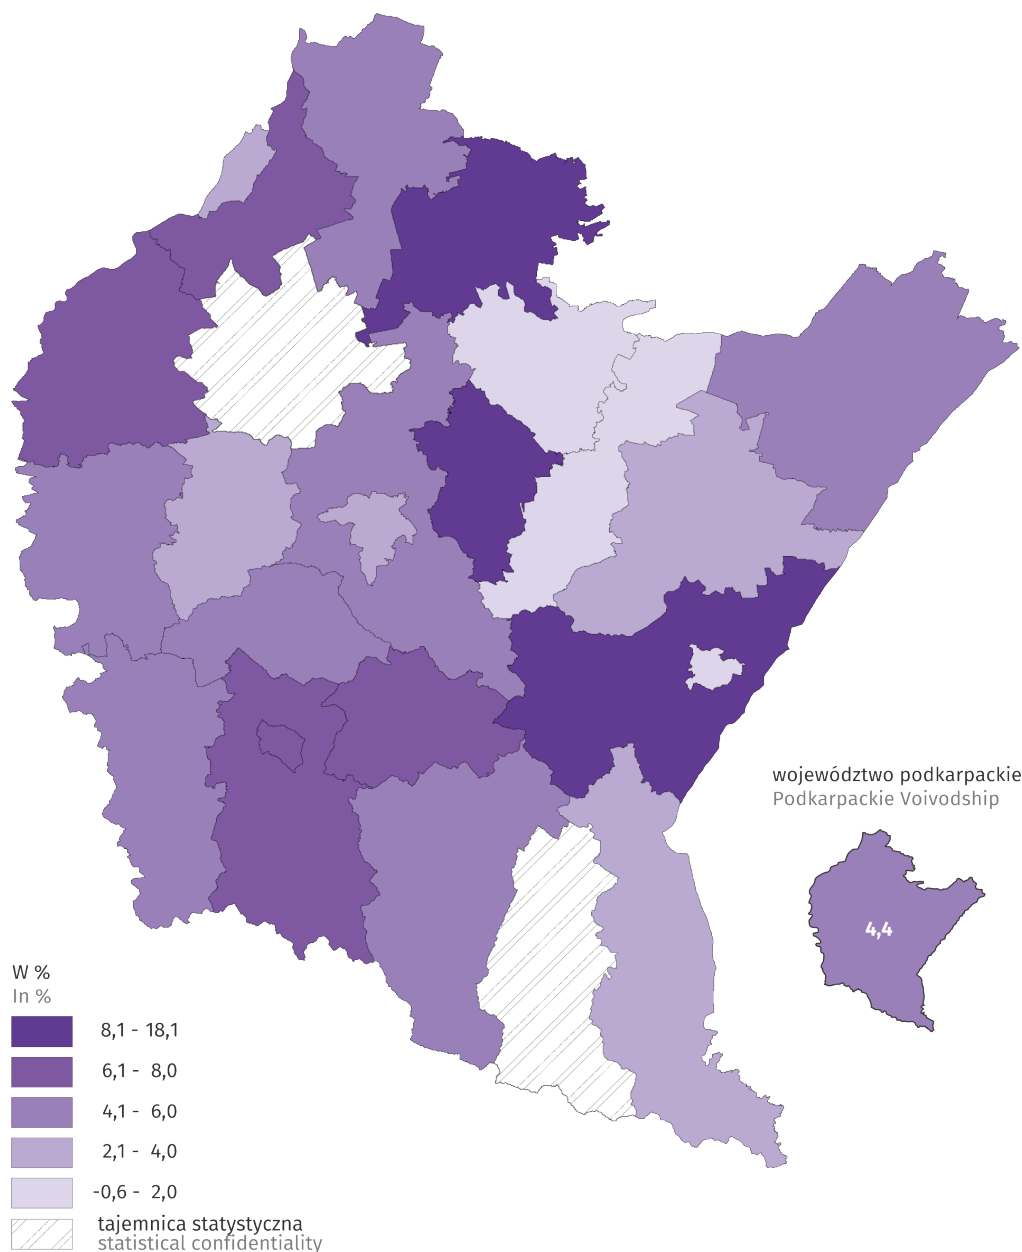 województwo podkarpackie
Podkarpackie Voivodship
4,4
W %
In %
8,1 - 18,1
6,1 - 8,0
4,1 - 6,0
2,1 - 4,0
-0,6 - 2,0
tajemnica statystyczna
statistical confidentiality